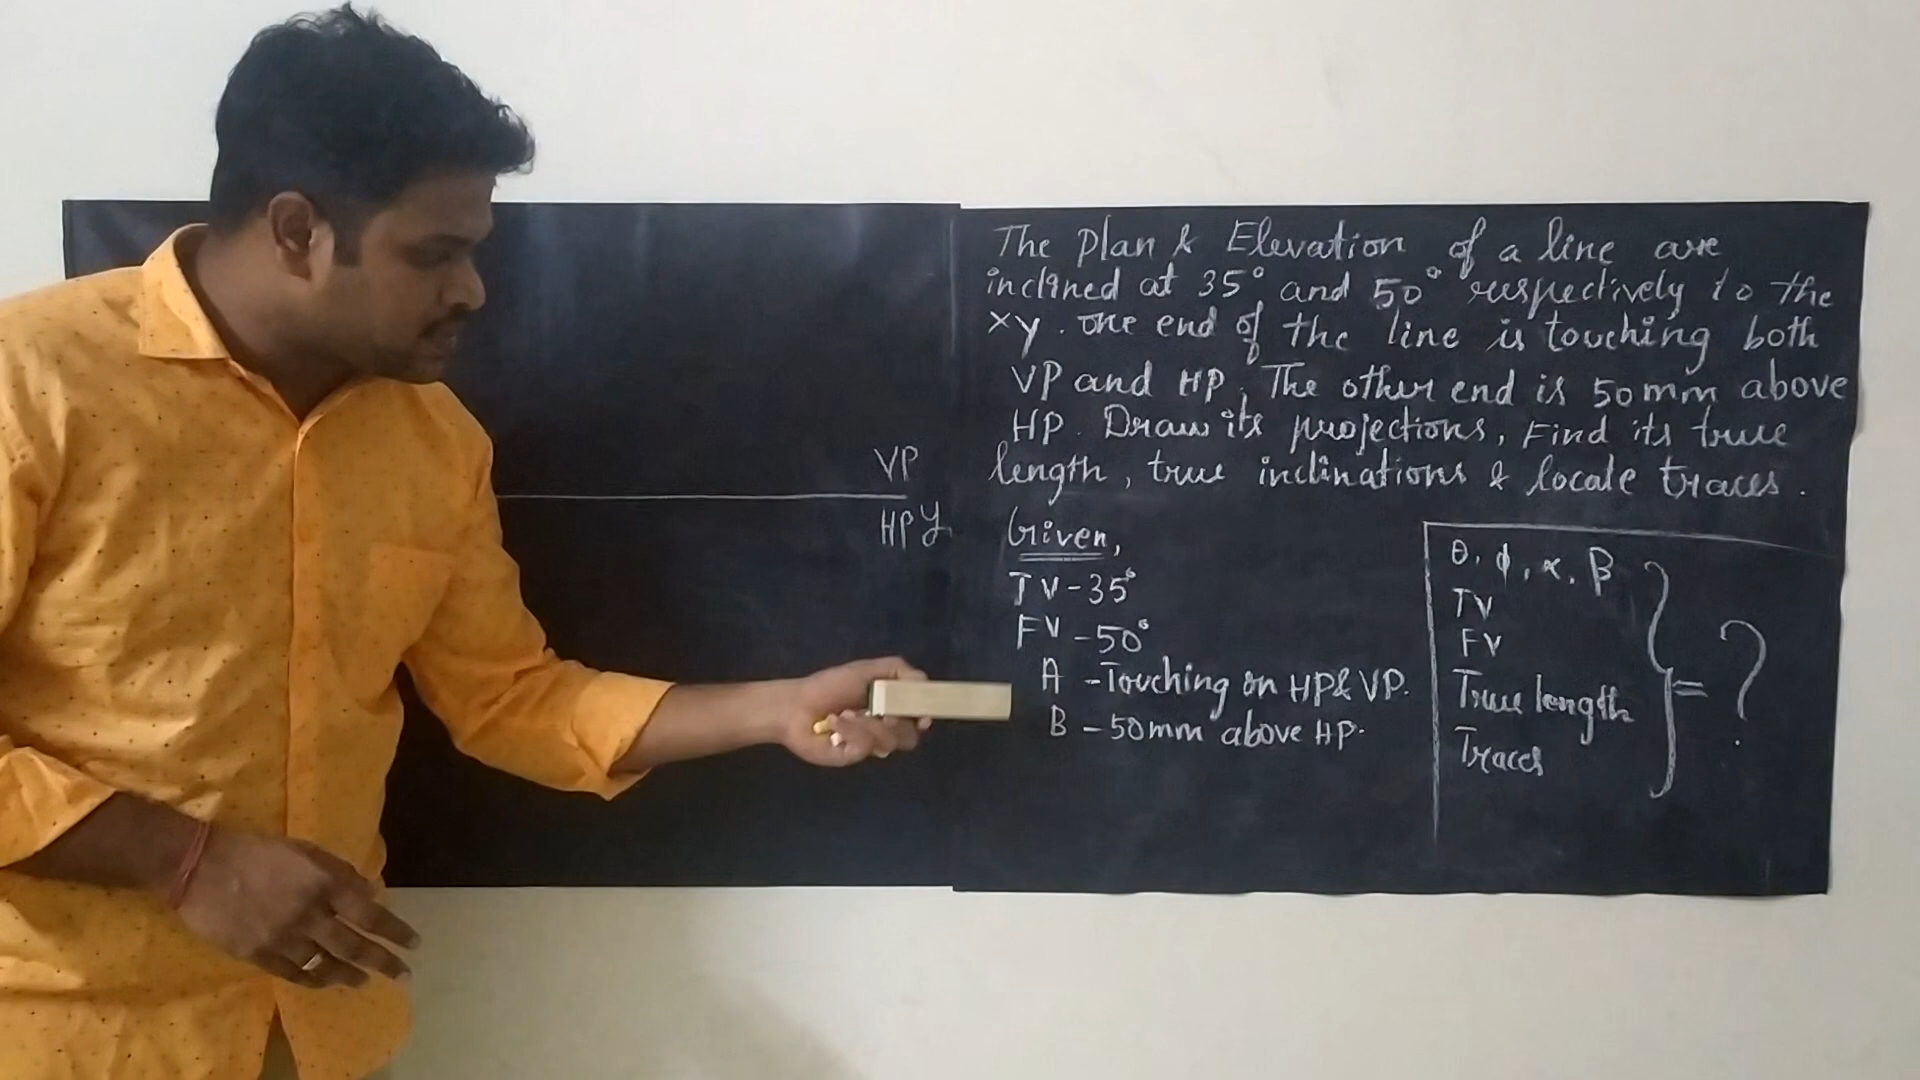 The Plan & Elevation of a line are
inclined at 35° and 50° respectively to the
xy. One end of the line is touching both
VP and HP. The other end is 50mm above
HP. Draw its projections, Find its true
length, true inclinations & locate traces.
VP
HP y
Given,
TV-35°
FV-50°
A -Touching on HP& VP.
B -50mm above HP.
θ, φ, α, β
TV
FV
True length
Traces
= ?